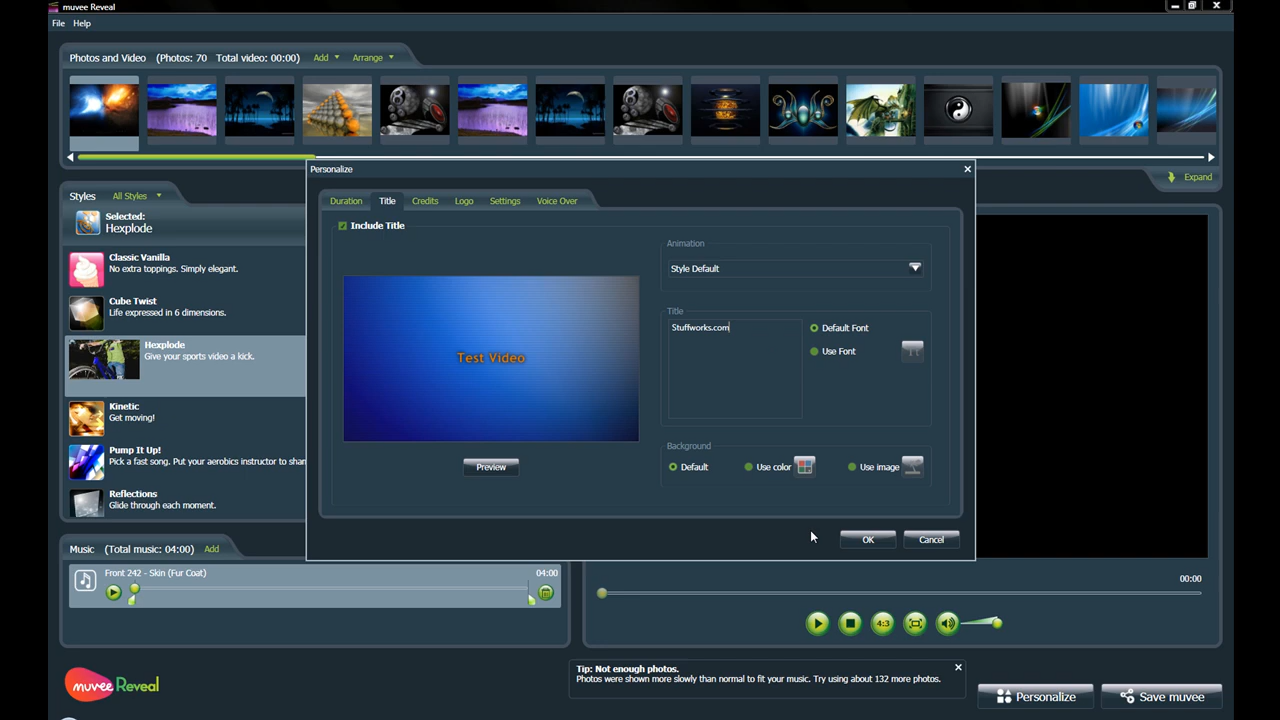 muvee Reveal
File Help
Photos and Video (Photos: 70 Total video: 00:00) Add Arrange
Expand
Styles All Styles
Selected:
Hexplode
Classic Vanilla
No extra toppings. Simply elegant.
Cube Twist
Life expressed in 6 dimensions.
Hexplode
Give your sports video a kick.
Kinetic
Get moving!
Pump It Up!
Pick a fast song. Put your aerobics instructor to shar
Reflections
Glide through each moment.
Personalize
Duration Title Credits Logo Settings Voice Over
Include Title
Test Video
Preview
Animation
Style Default
Title
Stuffworks.com
Default Font
Use Font
Background
Default Use color Use image
OK Cancel
Music (Total music: 04:00) Add
Front 242 - Skin (Fur Coat) 04:00
00:00
4:3
muvee Reveal
Tip: Not enough photos.
Photos were shown more slowly than normal to fit your music. Try using about 132 more photos.
Personalize Save muvee